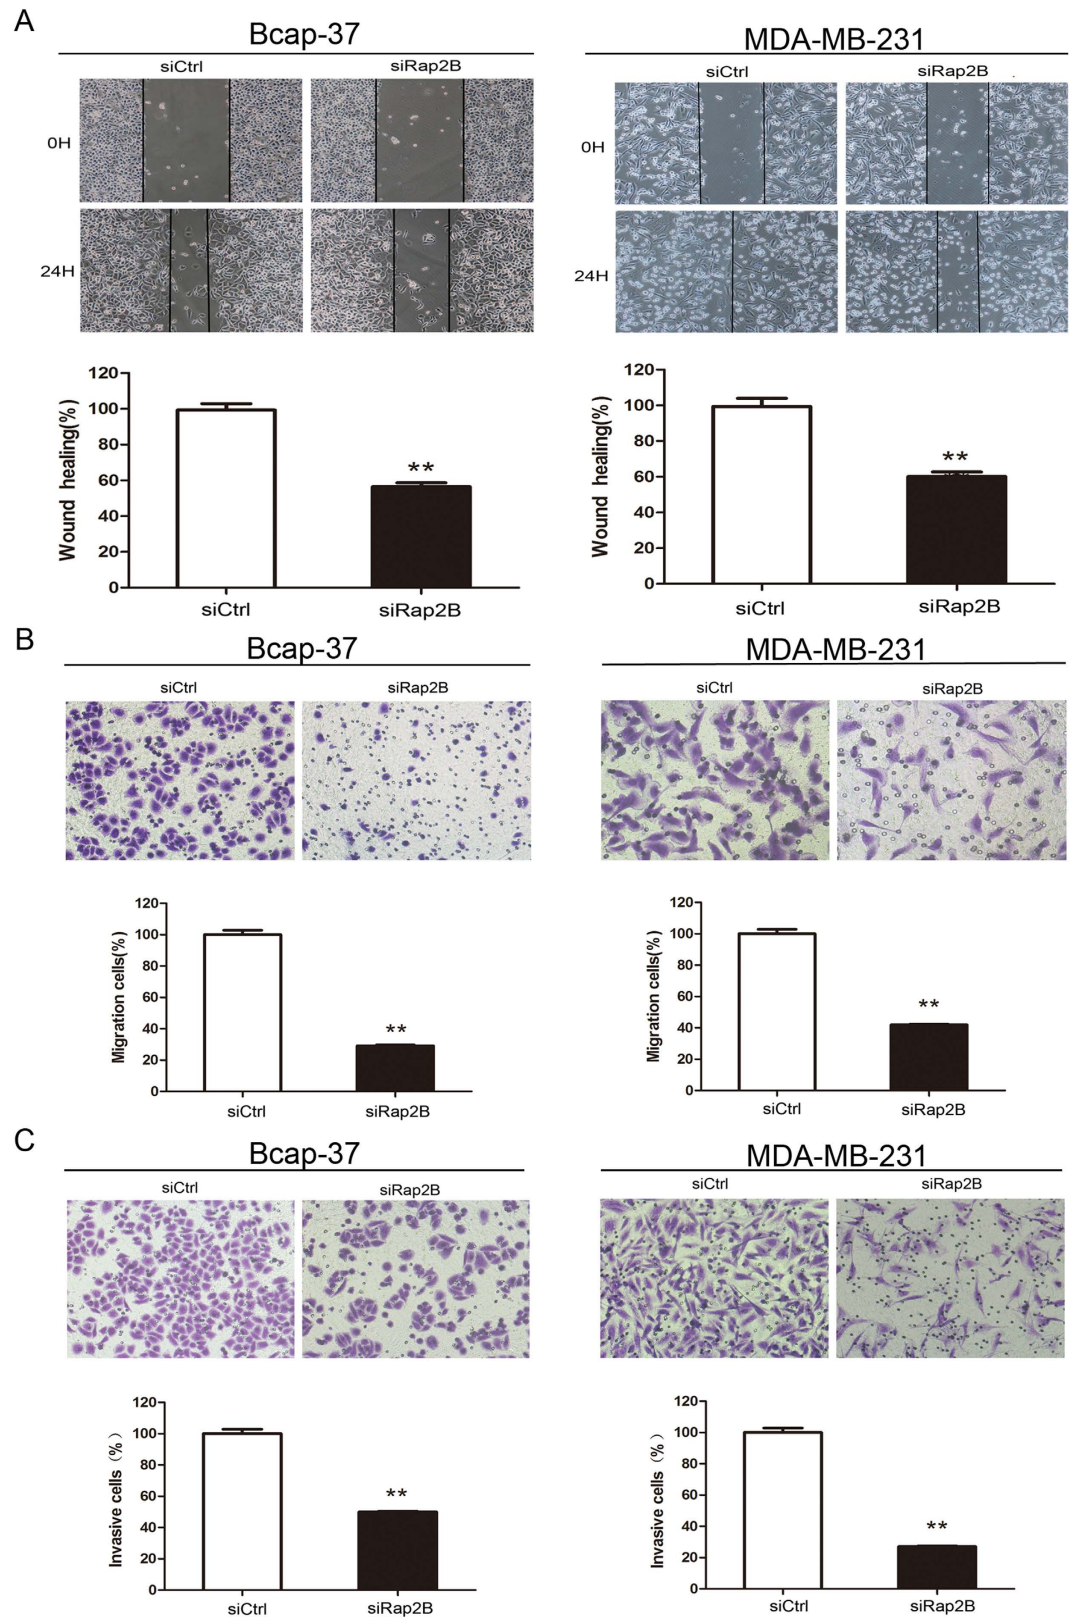 A
Bcap-37
MDA-MB-231
siCtrl
siRap2B
siCtrl
siRap2B
0H
0H
24H
24H
120
100
80
60
40
20
0
Wound healing(%)
**
siCtrl
siRap2B
120
100
80
60
40
20
0
Wound healing(%)
**
siCtrl
siRap2B
B
Bcap-37
MDA-MB-231
siCtrl
siRap2B
siCtrl
siRap2B
120
100
80
60
40
20
0
Migration cells(%)
**
siCtrl
siRap2B
120
100
80
60
40
20
0
Migration cells(%)
**
siCtrl
siRap2B
C
Bcap-37
MDA-MB-231
siCtrl
siRap2B
siCtrl
siRap2B
120
100
80
60
40
20
0
Invasive cells (%)
**
siCtrl
siRap2B
120
100
80
60
40
20
0
Invasive cells (%)
**
siCtrl
siRap2B